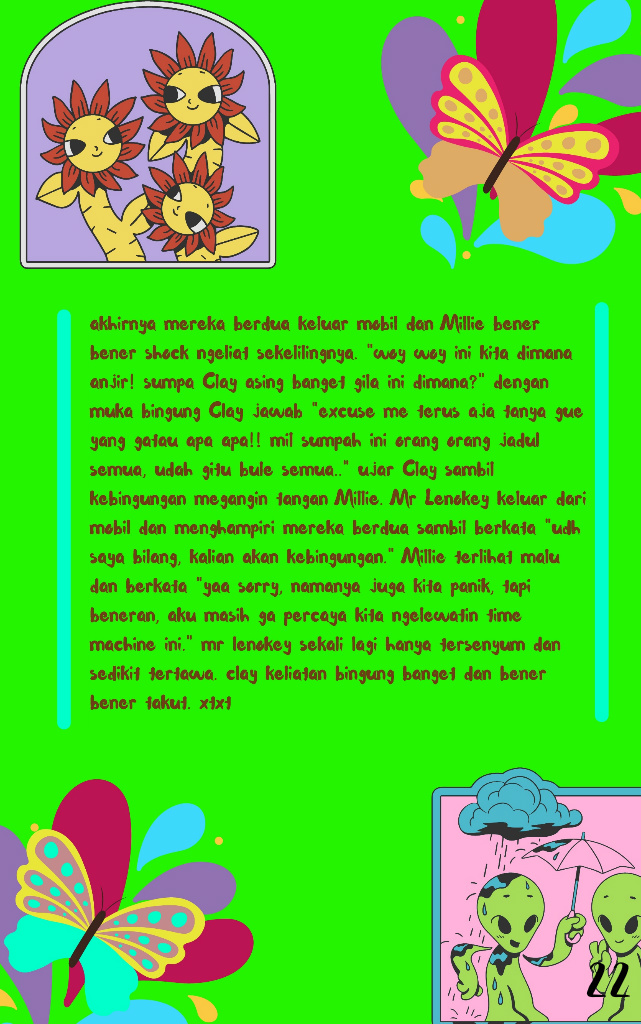 akhirnya mereka berdua keluar mobil dan Millie bener
bener shock ngeliat sekelilingnya. "woy woy ini kita dimana
anjir! sumpa Clay asing banget gila ini dimana?" dengan
muka bingung Clay jawab "excuse me terus aja tanya gue
yang gatau apa apa!! mil sumpah ini orang orang jadul
semua, udah gitu bule semua.." ujar Clay sambil
kebingungan megangin tangan Millie. Mr Lenokey keluar dari
mobil dan menghampiri mereka berdua sambil berkata "udh
saya bilang, kalian akan kebingungan." Millie terlihat malu
dan berkata "yaa sorry, namanya juga kita panik, tapi
beneran, aku masih ga percaya kita ngelewatin time
machine ini." mr lenokey sekali lagi hanya tersenyum dan
sedikit tertawa. clay keliatan bingung banget dan bener
bener takut. xtxt
22